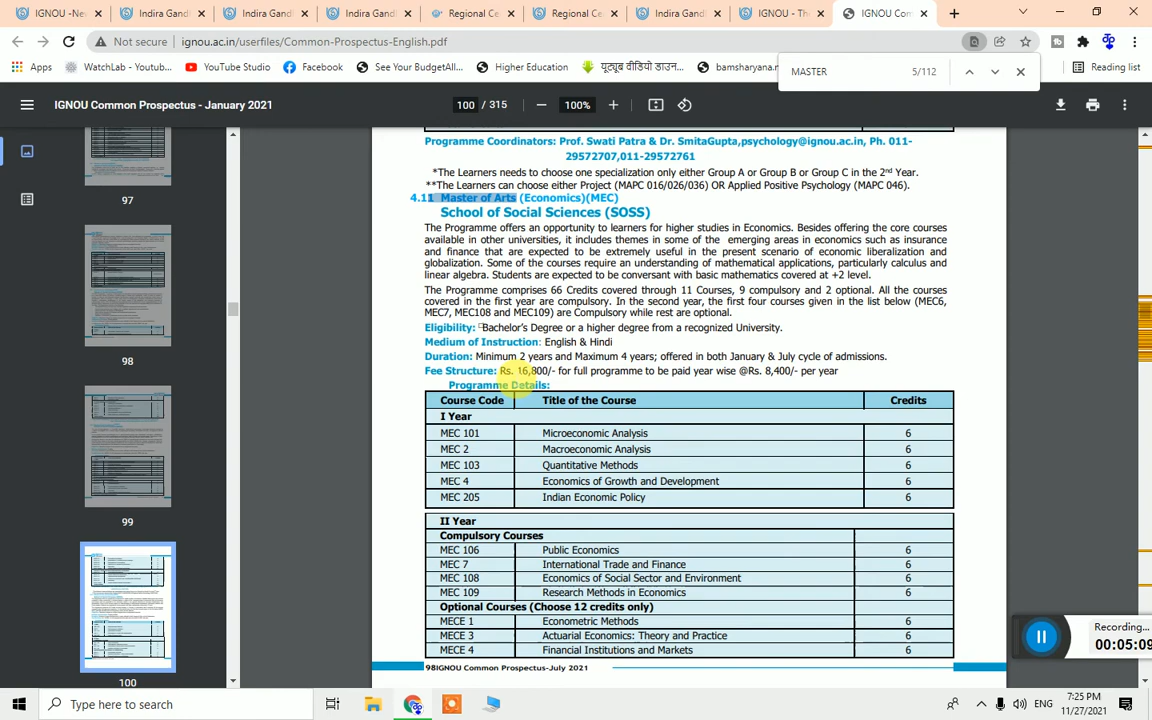 IGNOU -Nev
Indira Gandh
Indira Gandh
Indira Gandh
Regional Ce
Regional Ce
Indira Gandh
IGNOU - Th
IGNOU Com
Not secure
ignou.ac.in/userfiles/Common-Prospectus-English.pdf
Apps
WatchLab - Youtub...
YouTube Studio
Facebook
See Your BudgetAll...
Higher Education
यूट्यूब वीडियो डाउन...
bamsharyana.n
Reading list
MASTER
5/112
IGNOU Common Prospectus - January 2021
100 / 315
100%
97
98
99
100
Programme Coordinators: Prof. Swati Patra & Dr. SmitaGupta,psychology@ignou.ac.in, Ph. 011-
29572707,011-29572761
*The Learners needs to choose one specialization only either Group A or Group B or Group C in the 2nd Year.
**The Learners can choose either Project (MAPC 016/026/036) OR Applied Positive Psychology (MAPC 046).
4.11 Master of Arts (Economics)(MEC)
School of Social Sciences (SOSS)
The Programme offers an opportunity to learners for higher studies in Economics. Besides offering the core courses
available in other universities, it includes themes in some of the emerging areas in economics such as insurance
and finance that are expected to be extremely useful in the present scenario of economic liberalization and
globalization. Some of the courses require an understanding of mathematical applications, particularly calculus and
linear algebra. Students are expected to be conversant with basic mathematics covered at +2 level.
The Programme comprises 66 Credits covered through 11 Courses, 9 compulsory and 2 optional. All the courses
covered in the first year are compulsory. In the second year, the first four courses given in the list below (MEC6,
MEC7, MEC108 and MEC109) are Compulsory while rest are optional.
Eligibility: Bachelor's Degree or a higher degree from a recognized University.
Medium of Instruction: English & Hindi
Duration: Minimum 2 years and Maximum 4 years; offered in both January & July cycle of admissions.
Fee Structure: Rs. 16,800/- for full programme to be paid year wise @Rs. 8,400/- per year
Programme Details:
Course Code Title of the Course Credits
I Year
MEC 101 Microeconomic Analysis 6
MEC 2 Macroeconomic Analysis 6
MEC 103 Quantitative Methods 6
MEC 4 Economics of Growth and Development 6
MEC 205 Indian Economic Policy 6
II Year
Compulsory Courses
MEC 106 Public Economics 6
MEC 7 International Trade and Finance 6
MEC 108 Economics of Social Sector and Environment 6
MEC 109 Research Methods in Economics 6
Optional Courses (Choose 12 credits only)
MECE 1 Econometric Methods 6
MECE 3 Actuarial Economics: Theory and Practice 6
MECE 4 Financial Institutions and Markets 6
98IGNOU Common Prospectus-July 2021
Recording...
00:05:09
Type here to search
ENG
7:25 PM
11/27/2021